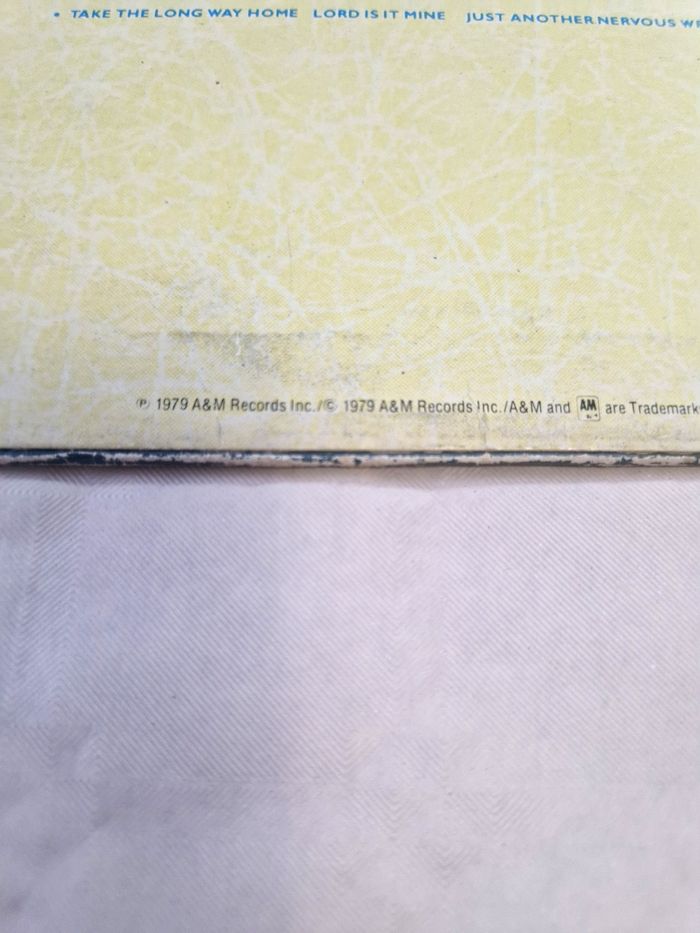 • TAKE THE LONG WAY HOME LORD IS IT MINE JUST ANOTHER NERVOUS WR
℗ 1979 A&M Records Inc./© 1979 A&M Records Inc./A&M and AM are Trademark